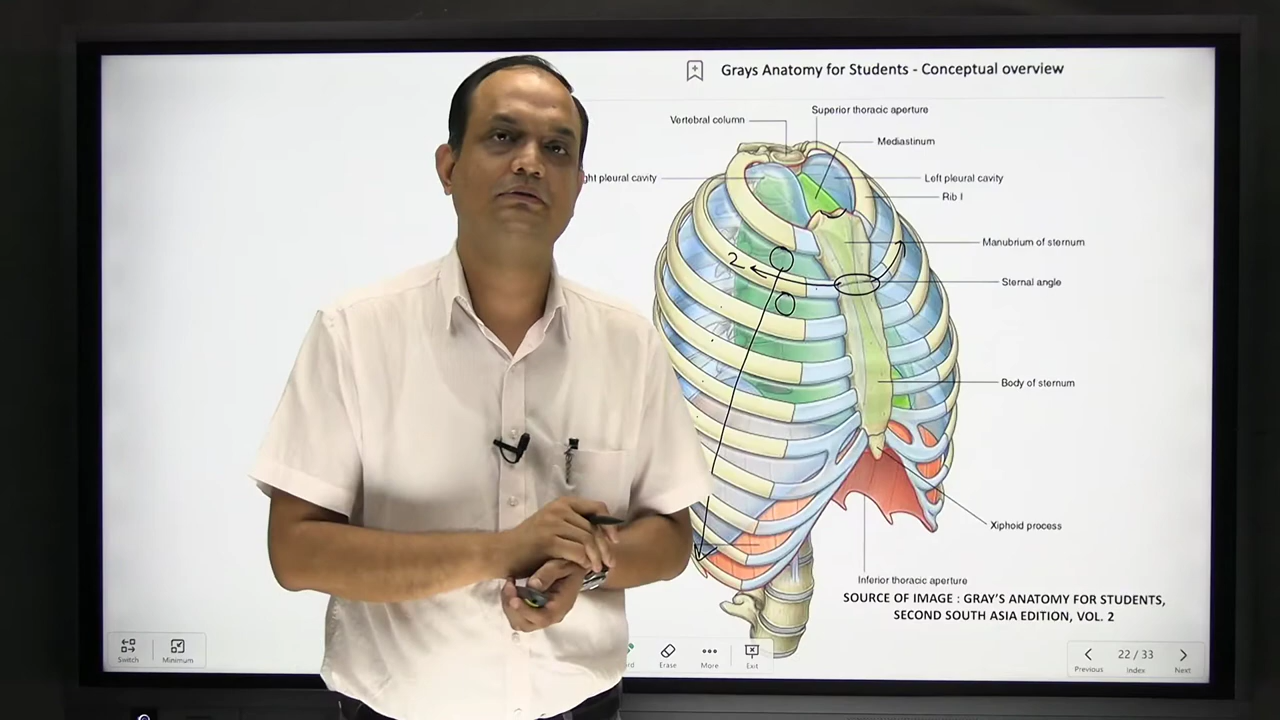 Grays Anatomy for Students - Conceptual overview
Superior thoracic aperture
Vertebral column
Mediastinum
ght pleural cavity
Left pleural cavity
Rib I
Manubrium of sternum
2
Sternal angle
Body of sternum
Xiphoid process
Inferior thoracic aperture
SOURCE OF IMAGE : GRAY'S ANATOMY FOR STUDENTS,
SECOND SOUTH ASIA EDITION, VOL. 2
Switch
Minimum
rd
Erase
More
Exit
Previous
22 / 33
Index
Next